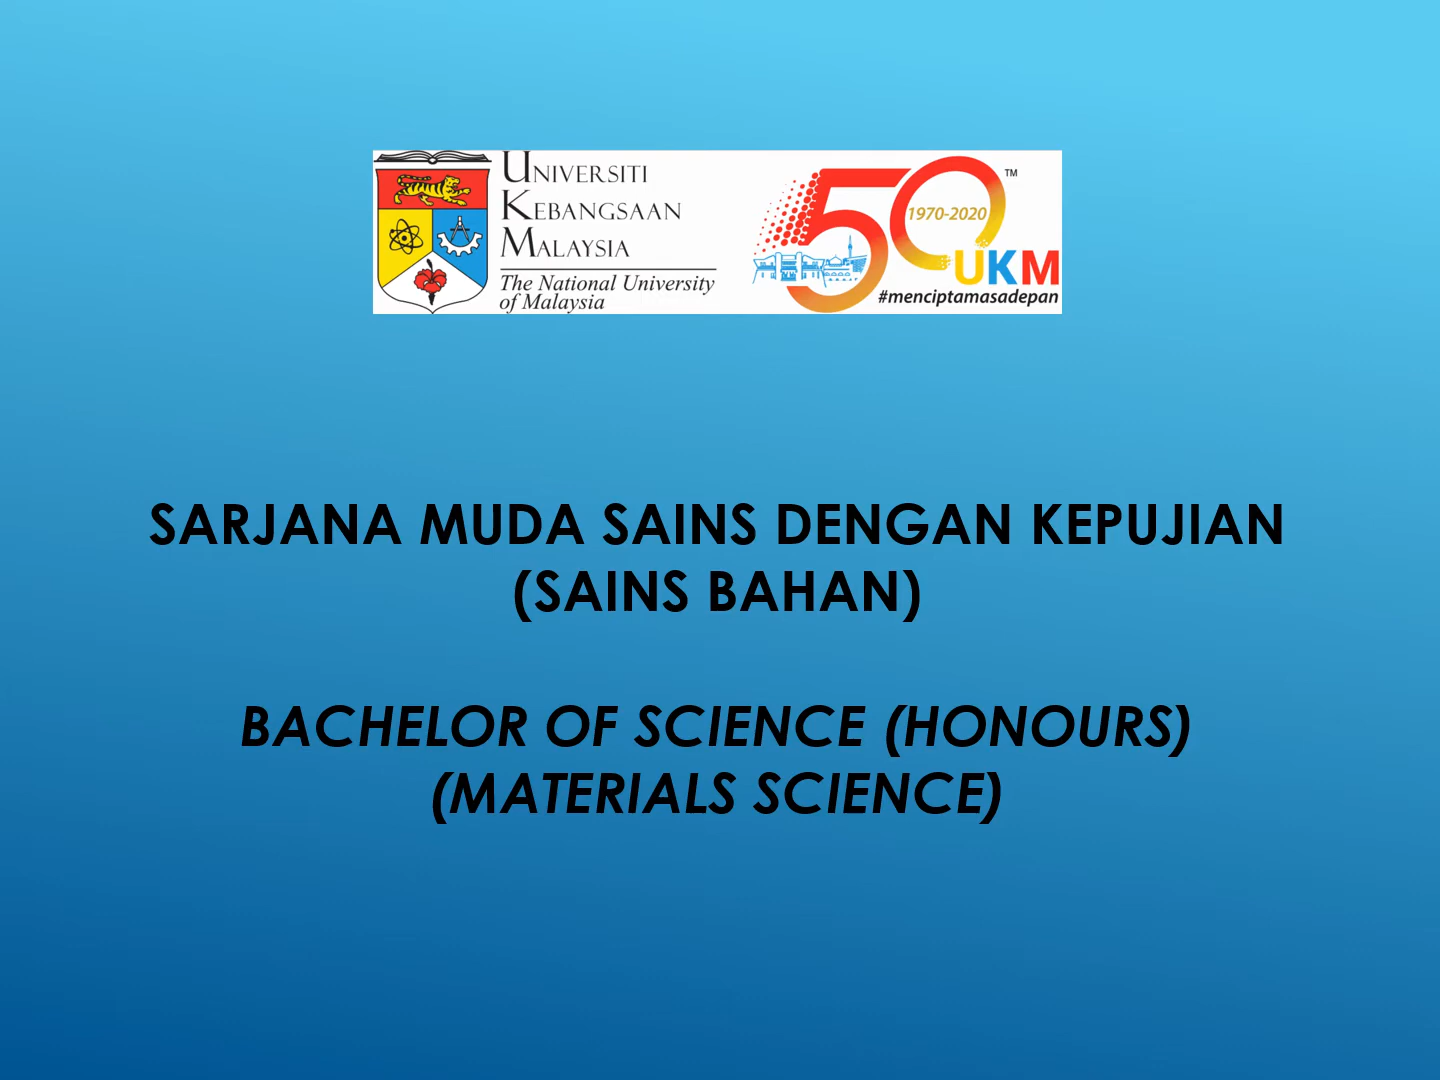 UNIVERSITI
KEBANGSAAN
MALAYSIA
The National University
of Malaysia
50 TM
1970-2020
UKM
#menciptamasadepan
SARJANA MUDA SAINS DENGAN KEPUJIAN
(SAINS BAHAN)
BACHELOR OF SCIENCE (HONOURS)
(MATERIALS SCIENCE)